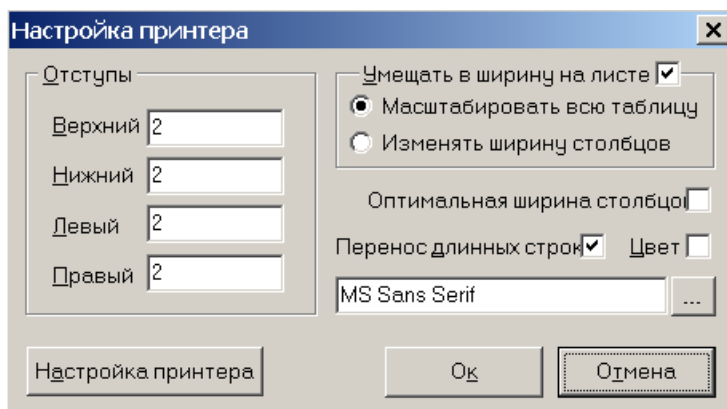 Настройка принтера
Отступы
Верхний 2
Нижний 2
Левый 2
Правый 2
Умещать в ширину на листе
Масштабировать всю таблицу
Изменять ширину столбцов
Оптимальная ширина столбцо
Перенос длинных строк Цвет
MS Sans Serif ...
Настройка принтера Ок Отмена